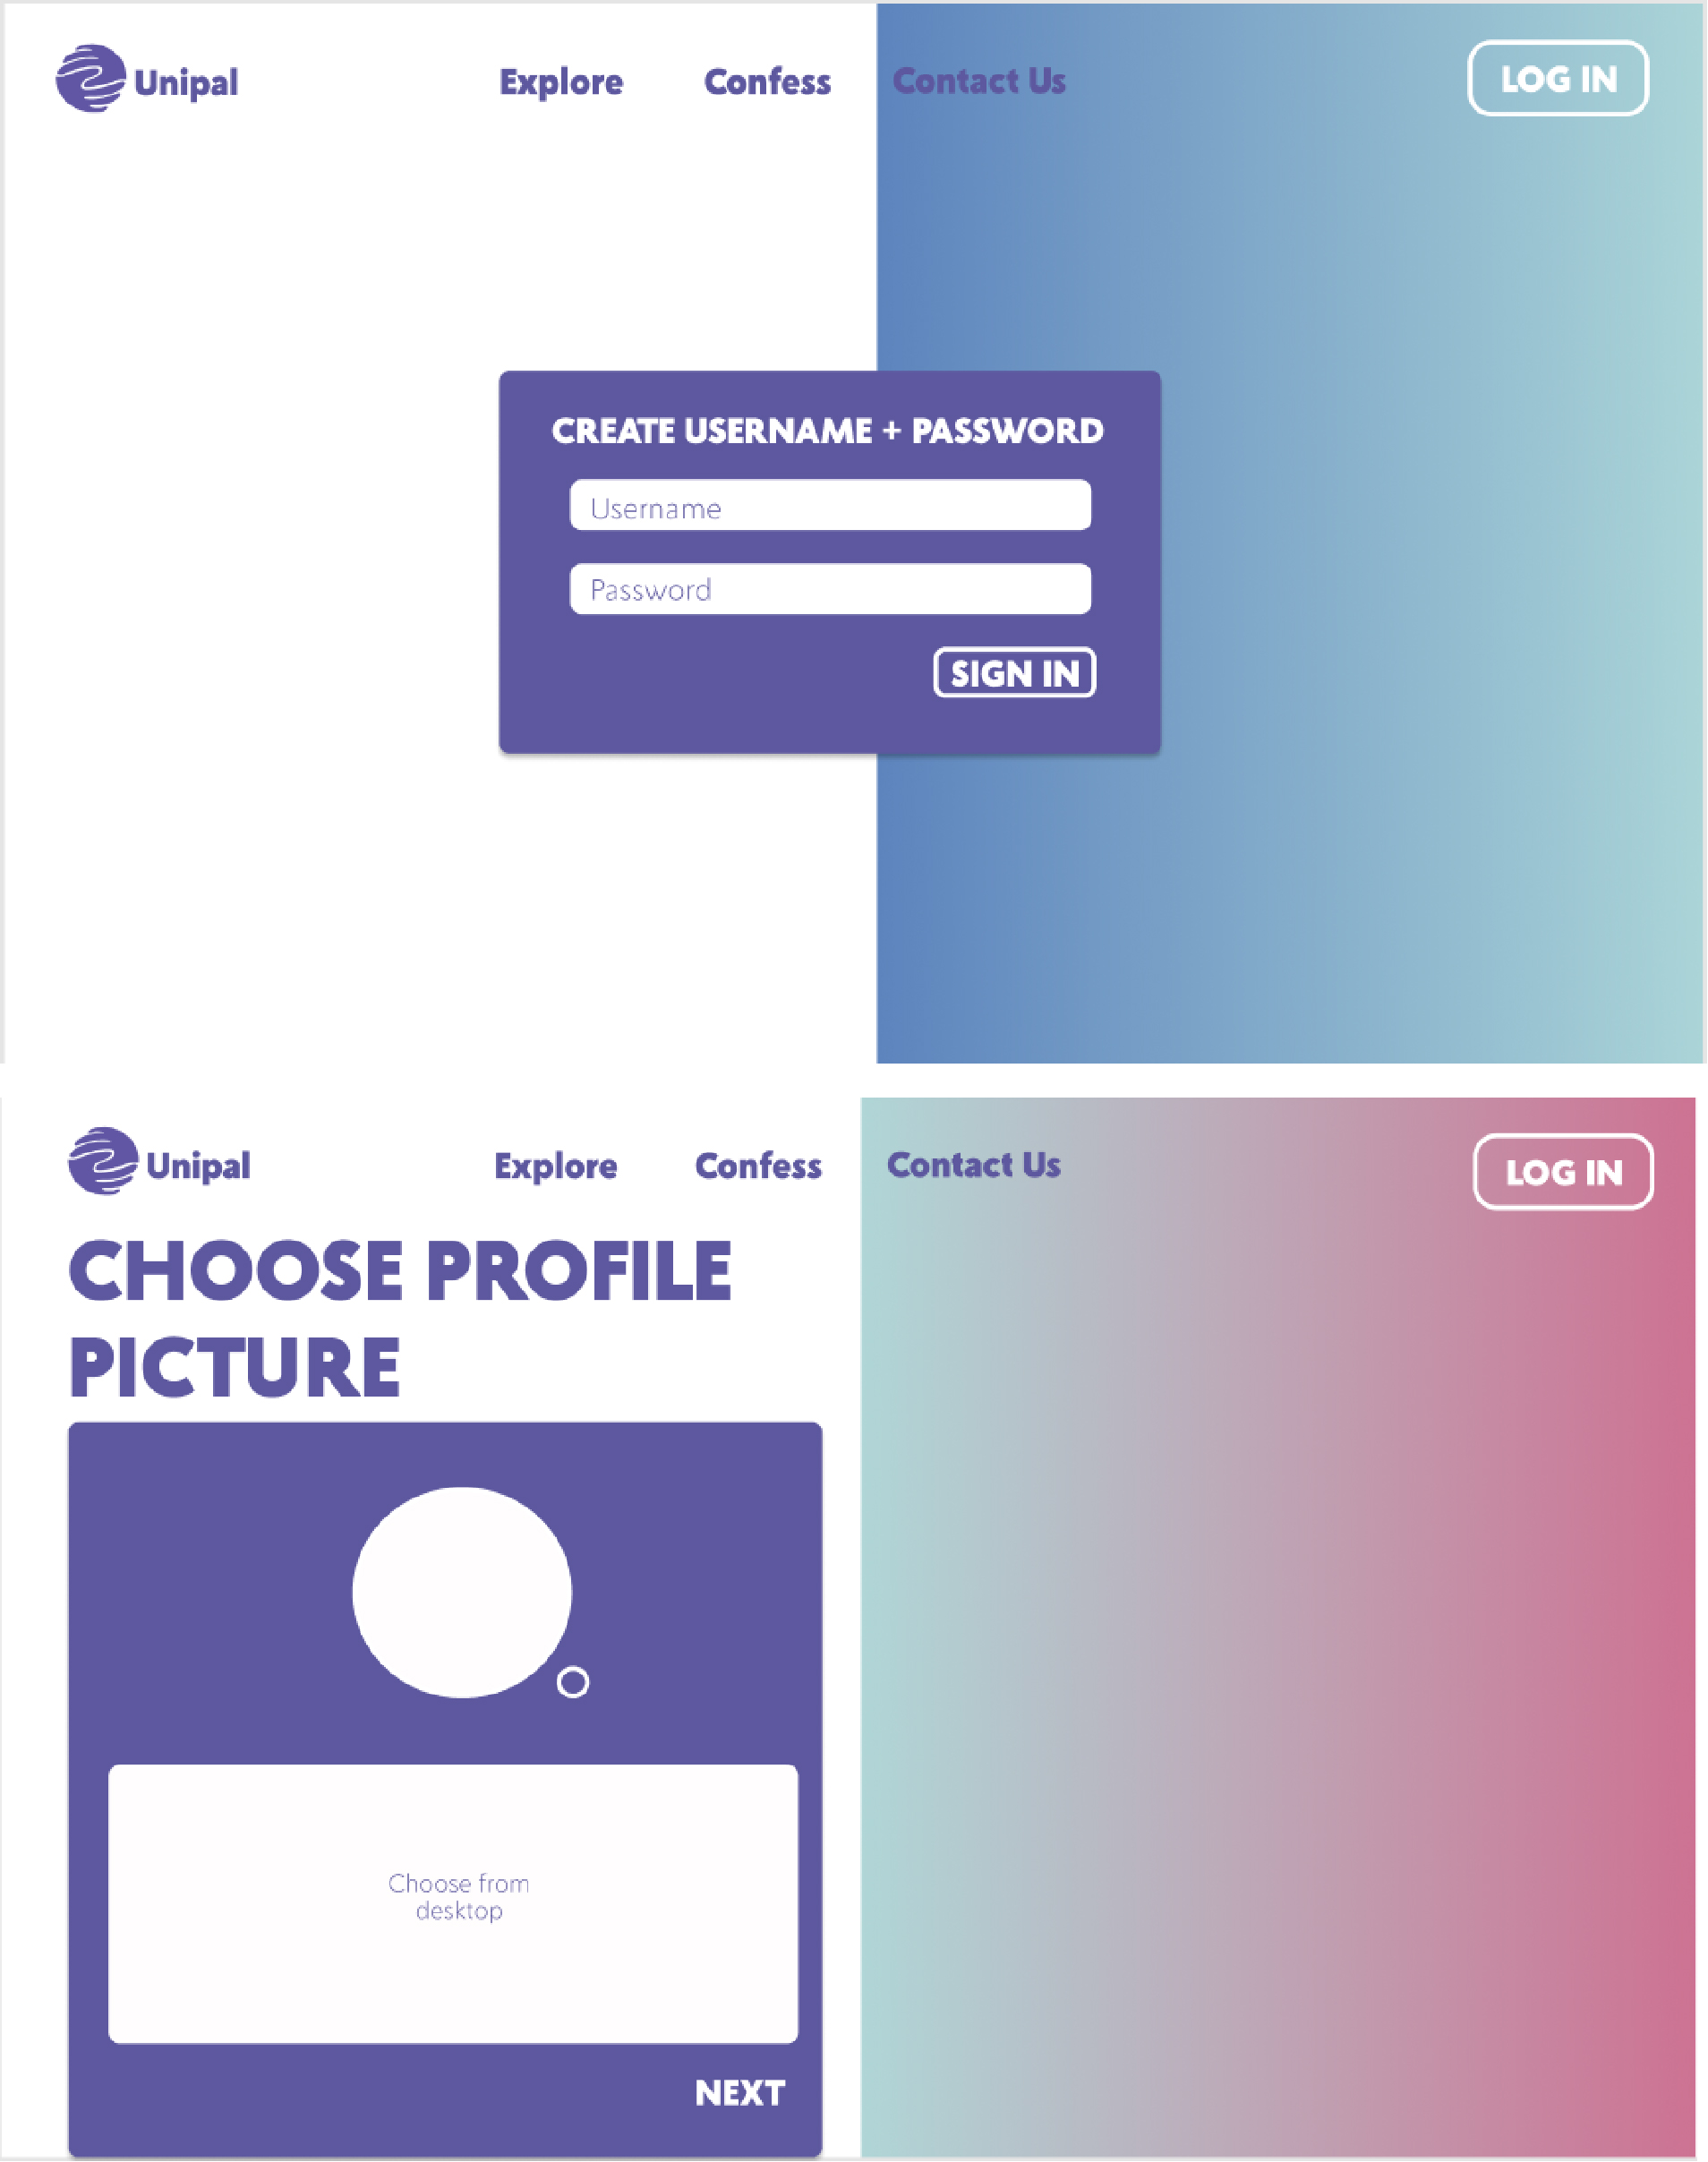 Unipal
Explore
Confess
Contact Us
LOG IN
CREATE USERNAME + PASSWORD
Username
Password
SIGN IN
Unipal
Explore
Confess
Contact Us
LOG IN
CHOOSE PROFILE
PICTURE
Choose from
desktop
NEXT